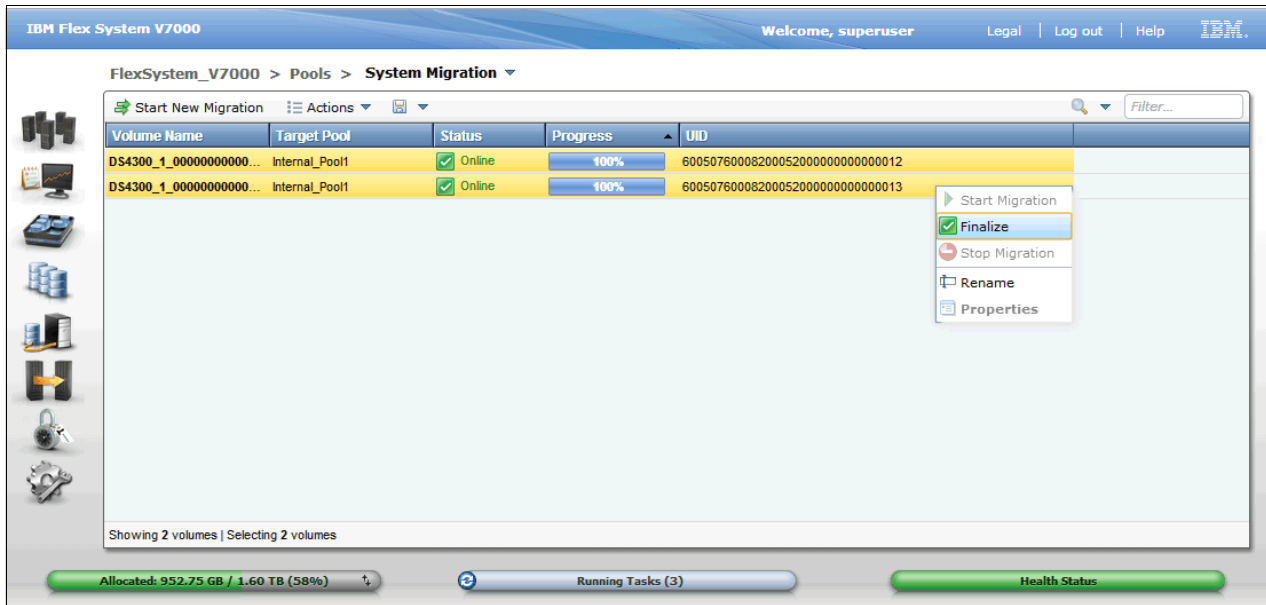 IBM Flex System V7000
Welcome, superuser
Legal | Log out | Help
IBM.
FlexSystem_V7000 > Pools > System Migration
Start New Migration
Actions
Filter...
Volume Name Target Pool Status Progress UID
DS4300_1_00000000000... Internal_Pool1 Online 100% 60050760008200052000000000000012
DS4300_1_00000000000... Internal_Pool1 Online 100% 60050760008200052000000000000013
Start Migration
Finalize
Stop Migration
Rename
Properties
Showing 2 volumes | Selecting 2 volumes
Allocated: 952.75 GB / 1.60 TB (58%)
Running Tasks (3)
Health Status